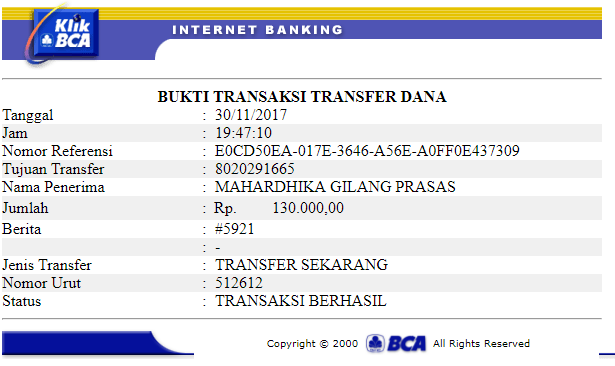 Klik
BCA
INTERNET BANKING
BUKTI TRANSAKSI TRANSFER DANA
Tanggal : 30/11/2017
Jam : 19:47:10
Nomor Referensi : E0CD50EA-017E-3646-A56E-A0FF0E437309
Tujuan Transfer : 8020291665
Nama Penerima : MAHARDHIKA GILANG PRASAS
Jumlah : Rp. 130.000,00
Berita : #5921
: -
Jenis Transfer : TRANSFER SEKARANG
Nomor Urut : 512612
Status : TRANSAKSI BERHASIL
Copyright © 2000 BCA All Rights Reserved